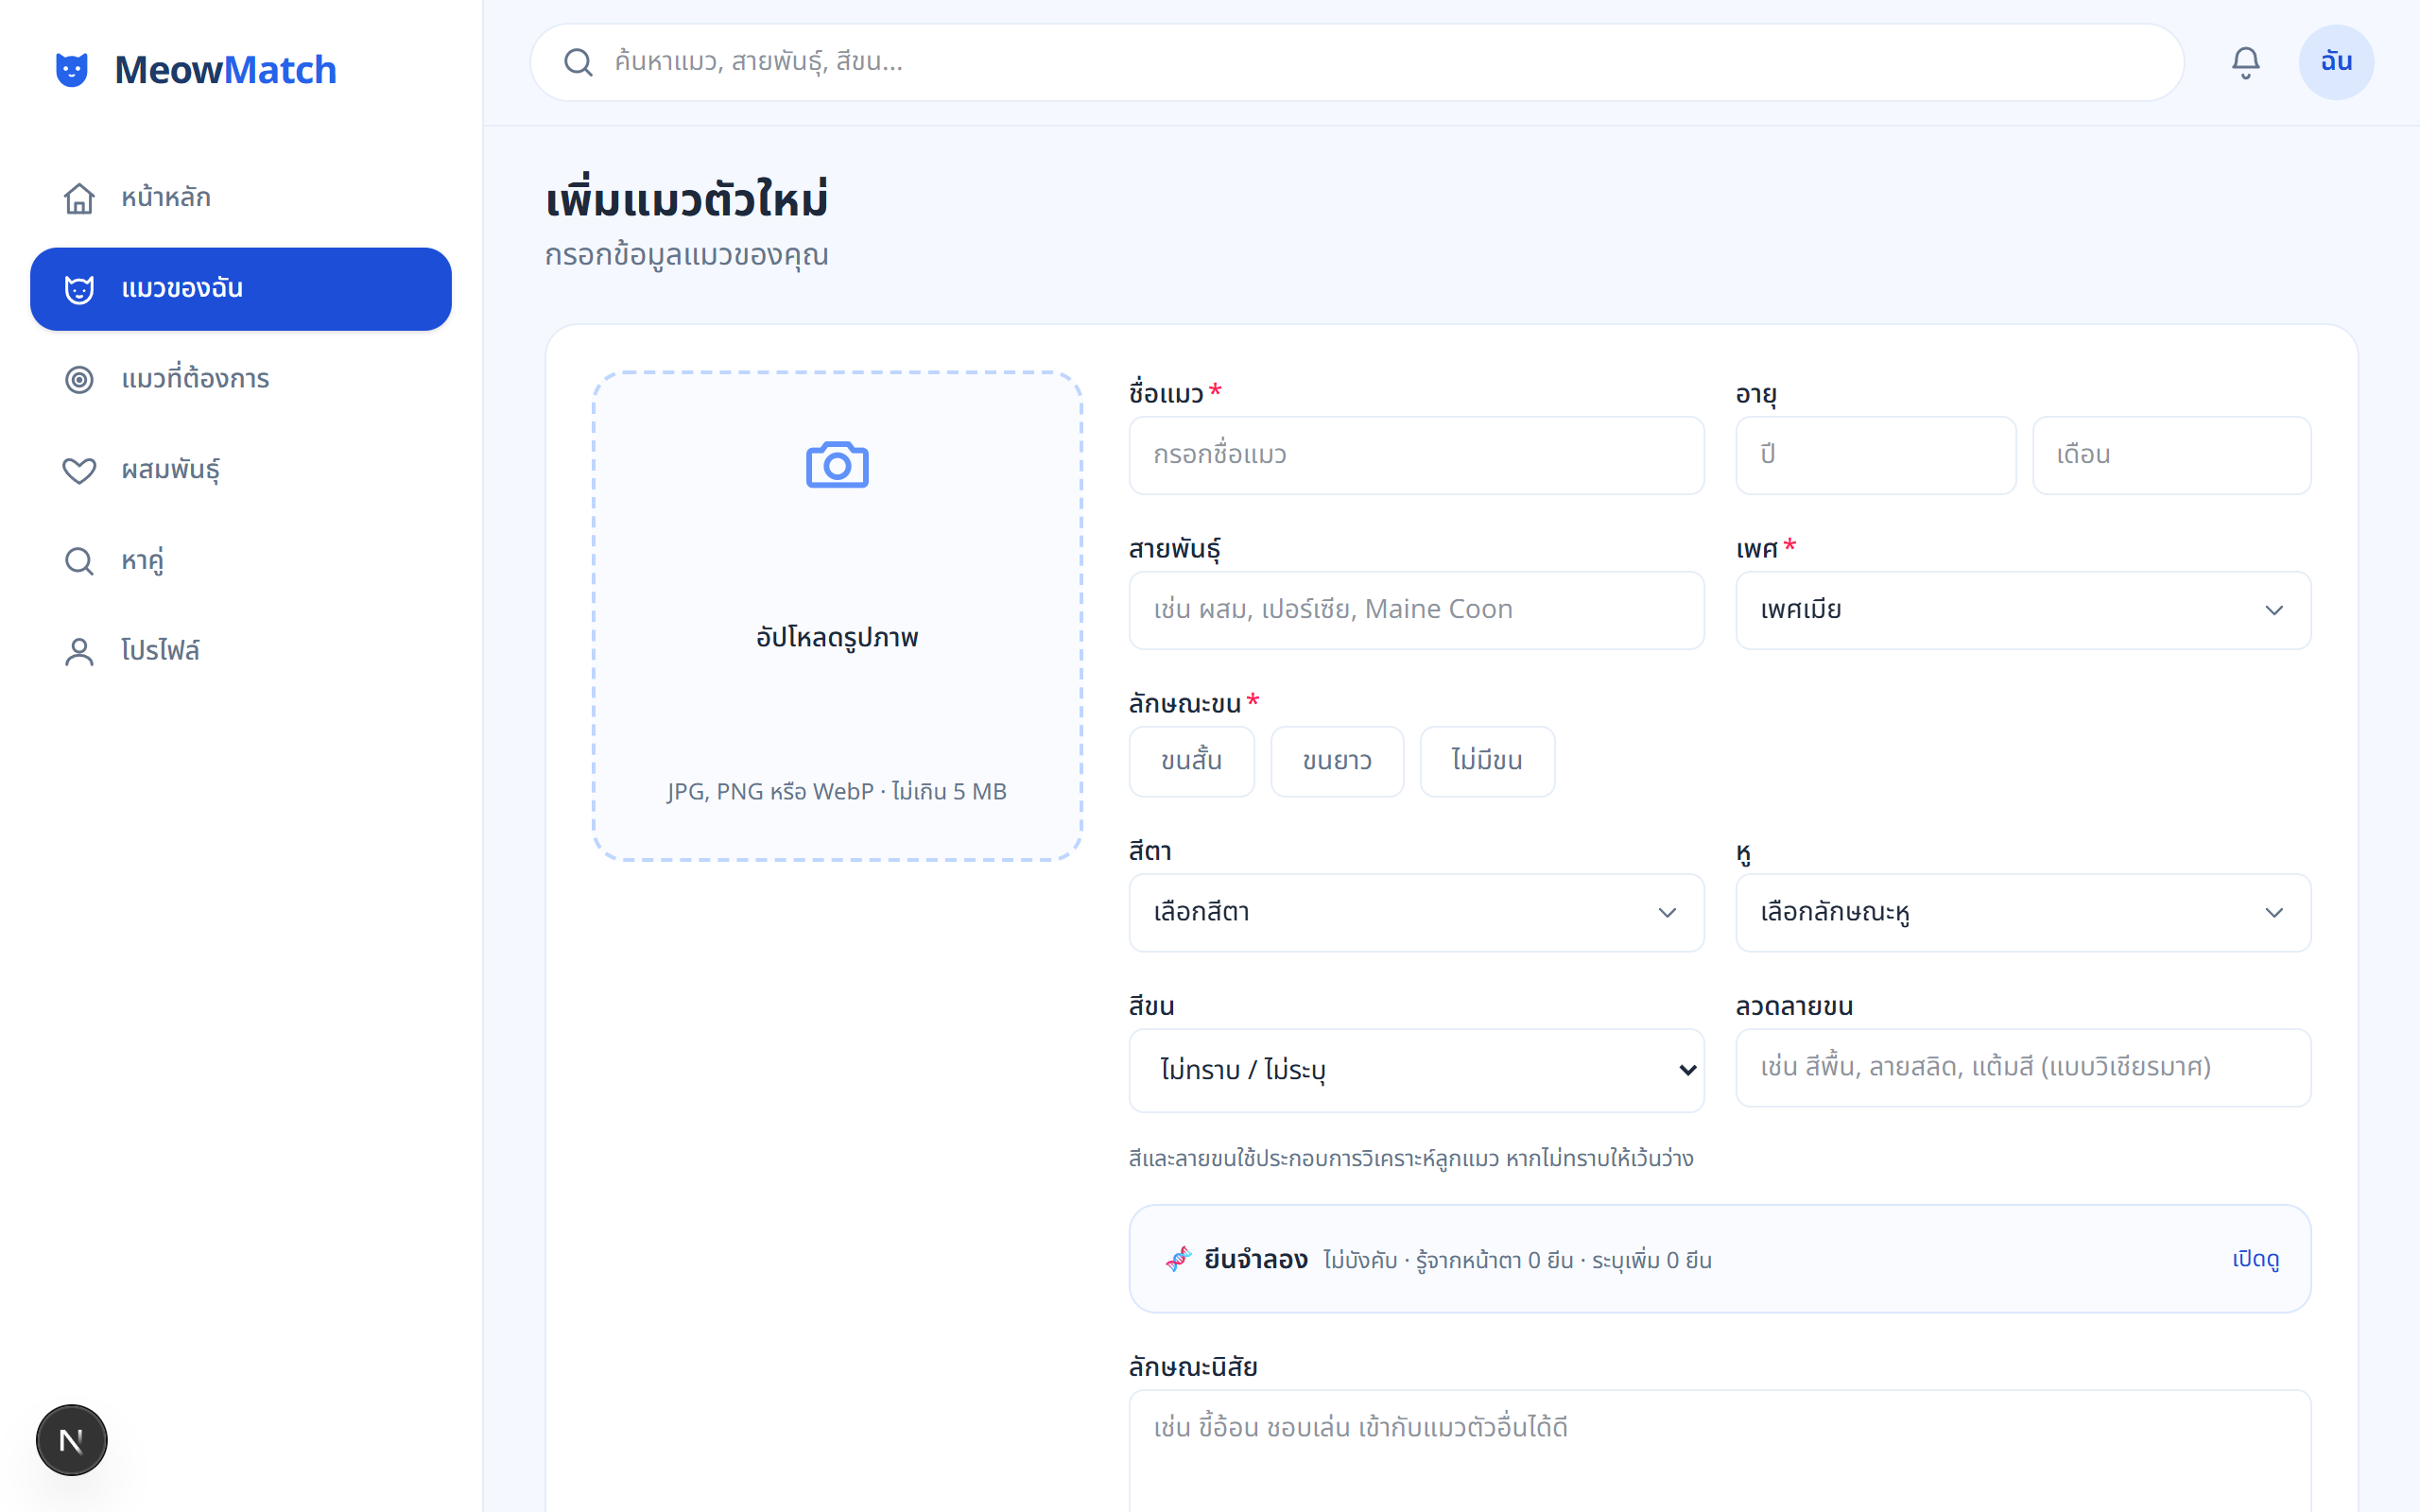 MeowMatch
หน้าหลัก
แมวของฉัน
แมวที่ต้องการ
ผสมพันธุ์
หาคู่
โปรไฟล์
N
ค้นหาแมว, สายพันธุ์, สีขน...
ฉัน
เพิ่มแมวตัวใหม่
กรอกข้อมูลแมวของคุณ
อัปโหลดรูปภาพ
JPG, PNG หรือ WebP · ไม่เกิน 5 MB
ชื่อแมว *
กรอกชื่อแมว
อายุ
ปี
เดือน
สายพันธุ์
เช่น ผสม, เปอร์เซีย, Maine Coon
เพศ *
เพศเมีย
ลักษณะขน *
ขนสั้น
ขนยาว
ไม่มีขน
สีตา
เลือกสีตา
หู
เลือกลักษณะหู
สีขน
ไม่ทราบ / ไม่ระบุ
ลวดลายขน
เช่น สีพื้น, ลายสลิด, แต้มสี (แบบวิเชียรมาศ)
สีและลายขนใช้ประกอบการวิเคราะห์ลูกแมว หากไม่ทราบให้เว้นว่าง
🧬 ยีนจำลอง ไม่บังคับ · รู้จากหน้าตา 0 ยีน · ระบุเพิ่ม 0 ยีน
เปิดดู
ลักษณะนิสัย
เช่น ขี้อ้อน ชอบเล่น เข้ากับแมวตัวอื่นได้ดี